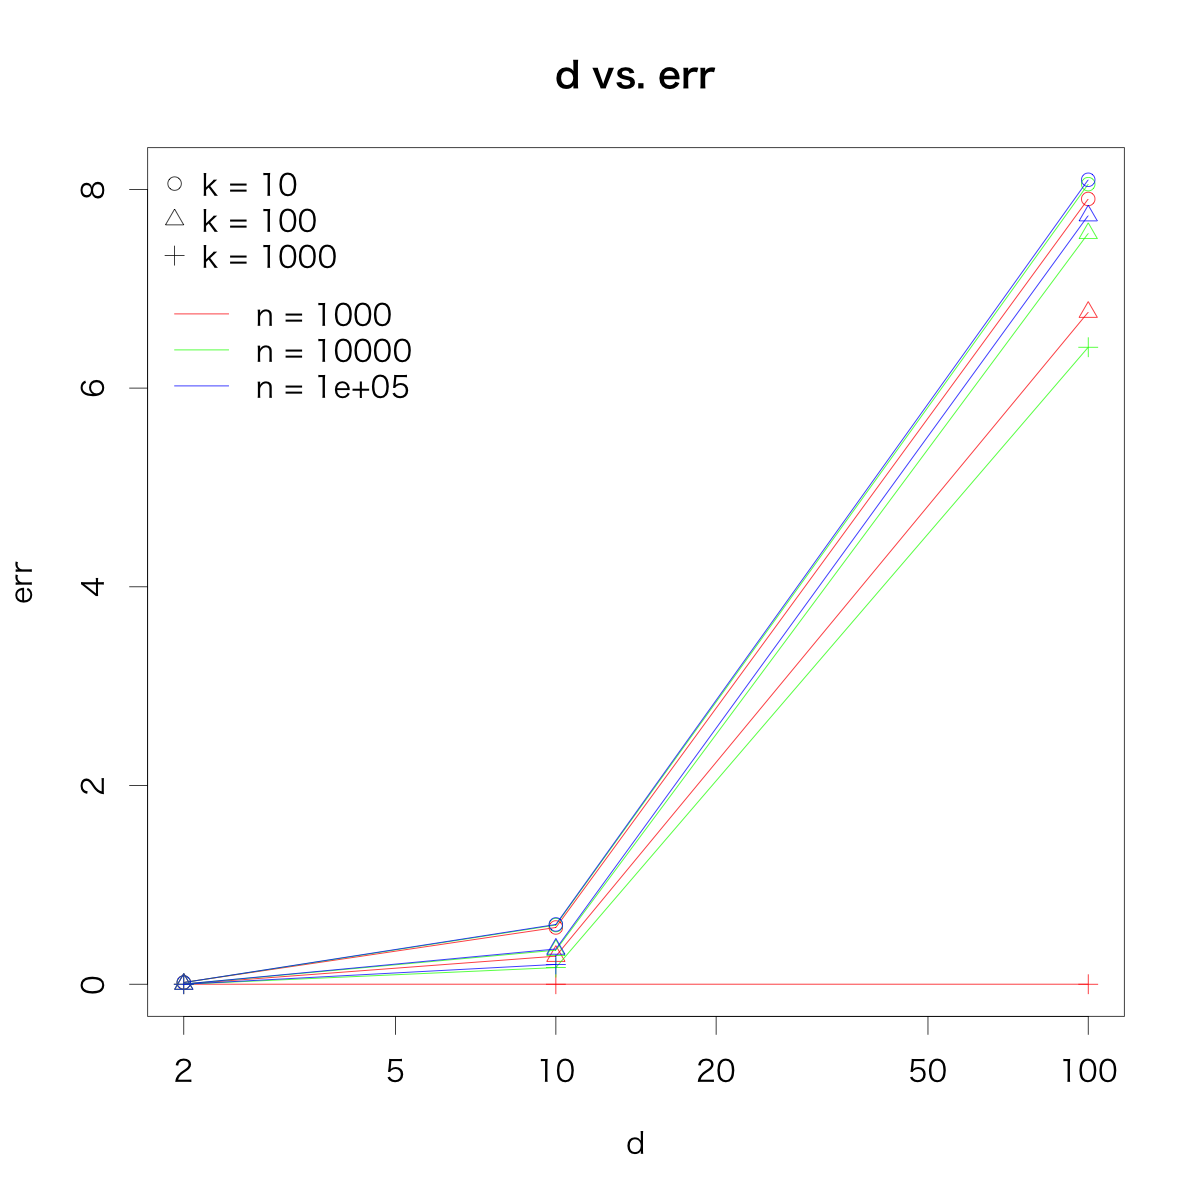 d vs. err
k = 10
k = 100
k = 1000
n = 1000
n = 10000
n = 1e+05
8
6
4
2
0
err
2 5 10 20 50 100
d